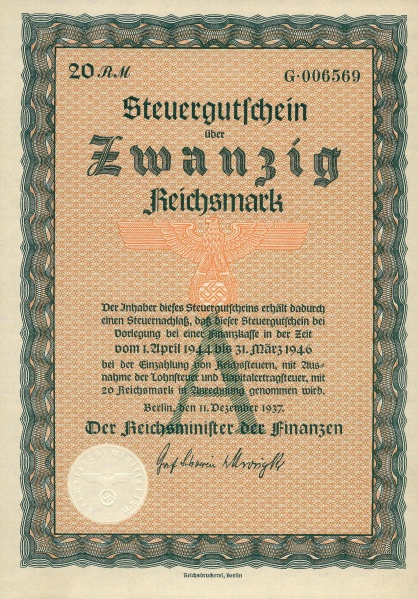 20 RM G·006569
Steuergutschein
über
Zwanzig
Reichsmark
Der Inhaber dieses Steuergutscheins erhält dadurch
einen Steuernachlaß, daß dieser Steuergutschein bei
Vorlegung bei einer Finanzkasse in der Zeit
vom 1. April 1944 bis 31. März 1946
bei der Einzahlung von Reichssteuern, mit Aus-
nahme der Lohnsteuer und Kapitalertragsteuer, mit
20 Reichsmark in Anrechnung genommen wird.
Berlin, den 11. Dezember 1937.
Der Reichsminister der Finanzen
Graf Schwerin v Krosigk
A
Reichsdruckerei, Berlin